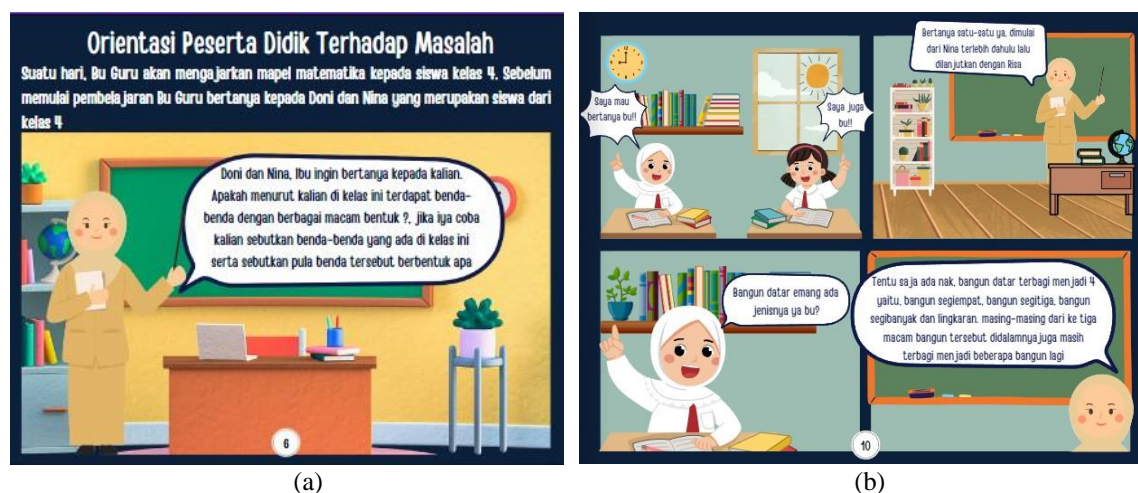 Orientasi Peserta Didik Terhadap Masalah
Suatu hari, Bu Guru akan mengajarkan mapel matematika kepada siswa kelas 4. Sebelum
memulai pembelajaran Bu Guru bertanya kepada Doni dan Nina yang merupakan siswa dari
kelas 4
Doni dan Nina, Ibu ingin bertanya kepada kalian.
Apakah menurut kalian di kelas ini terdapat benda-
benda dengan berbagai macam bentuk ?, jika iya coba
kalian sebutkan benda-benda yang ada di kelas ini
serta sebutkan pula benda tersebut berbentuk apa
6
(a)
Saya mau
bertanya bu!!
Saya juga
bu!!
Bertanya satu-satu ya, dimulai
dari Nina terlebih dahulu lalu
dilanjutkan dengan Risa
Bangun datar emang ada
jenisnya ya bu?
Tentu saja ada nak, bangun datar terbagi menjadi 4
yaitu, bangun segiempat, bangun segitiga, bangun
segibanyak dan lingkaran. masing-masing dari ke tiga
macam bangun tersebut didalamnya juga masih
terbagi menjadi beberapa bangun lagi
10
(b)